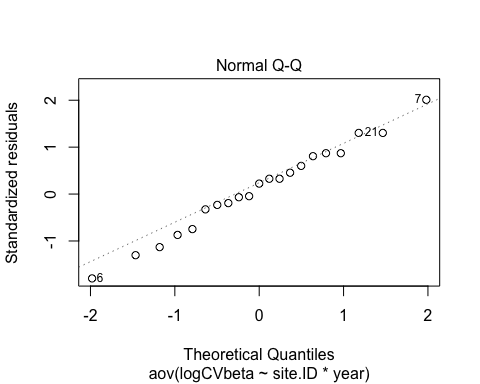 Normal Q-Q
Standardized residuals
2
1
0
-1
7
21
6
-2 -1 0 1 2
Theoretical Quantiles
aov(logCVbeta ~ site.ID * year)